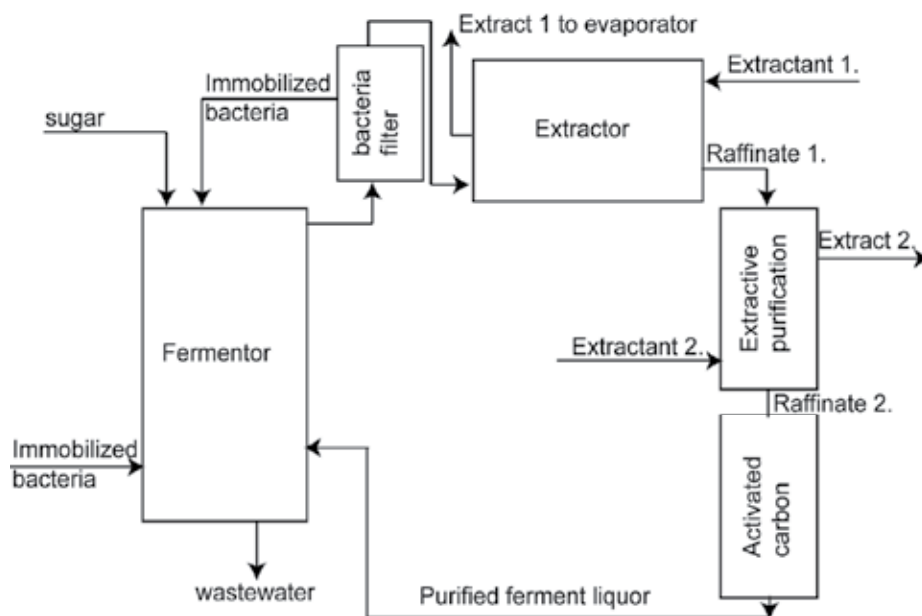 Extract 1 to evaporator
Immobilized
bacteria
bacteria
filter
Extractant 1.
Extractor
sugar
Raffinate 1.
Extract 2.
Extractive
purification
Fermentor
Extractant 2.
Raffinate 2.
Immobilized
bacteria
Activated
carbon
wastewater
Purified ferment liquor